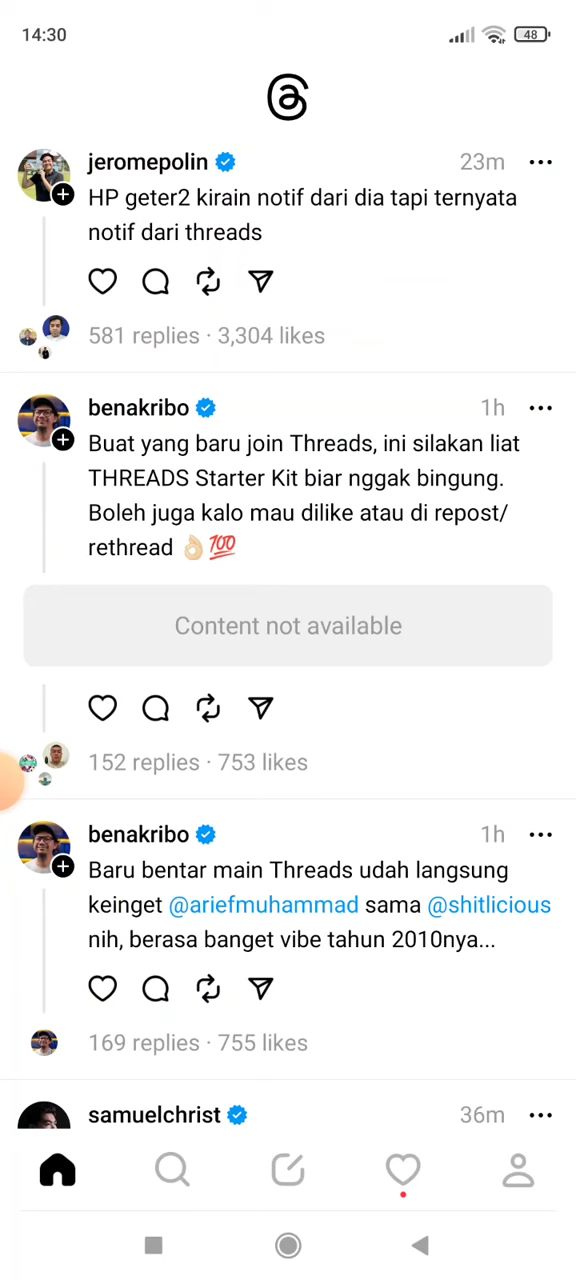 14:30
48
jeromepolin 23m
HP geter2 kirain notif dari dia tapi ternyata
notif dari threads
581 replies · 3,304 likes
benakribo 1h
Buat yang baru join Threads, ini silakan liat
THREADS Starter Kit biar nggak bingung.
Boleh juga kalo mau dilike atau di repost/
rethread 👌🏻💯
Content not available
152 replies · 753 likes
benakribo 1h
Baru bentar main Threads udah langsung
keinget @ariefmuhammad sama @shitlicious
nih, berasa banget vibe tahun 2010nya...
169 replies · 755 likes
samuelchrist 36m